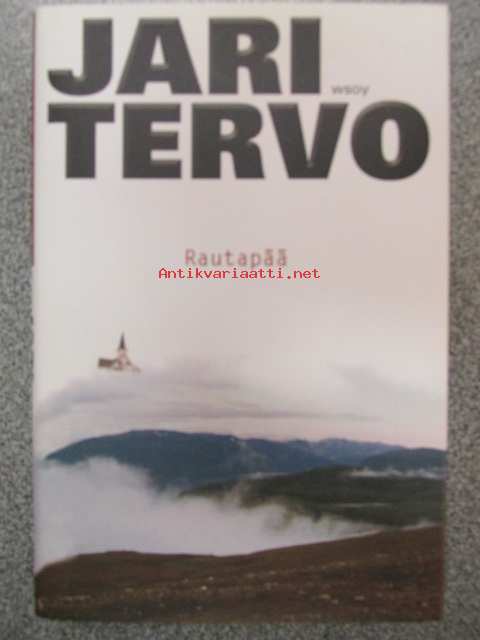 JARI
wsoy
TERVO
Rautapää
Antikvariaatti.net